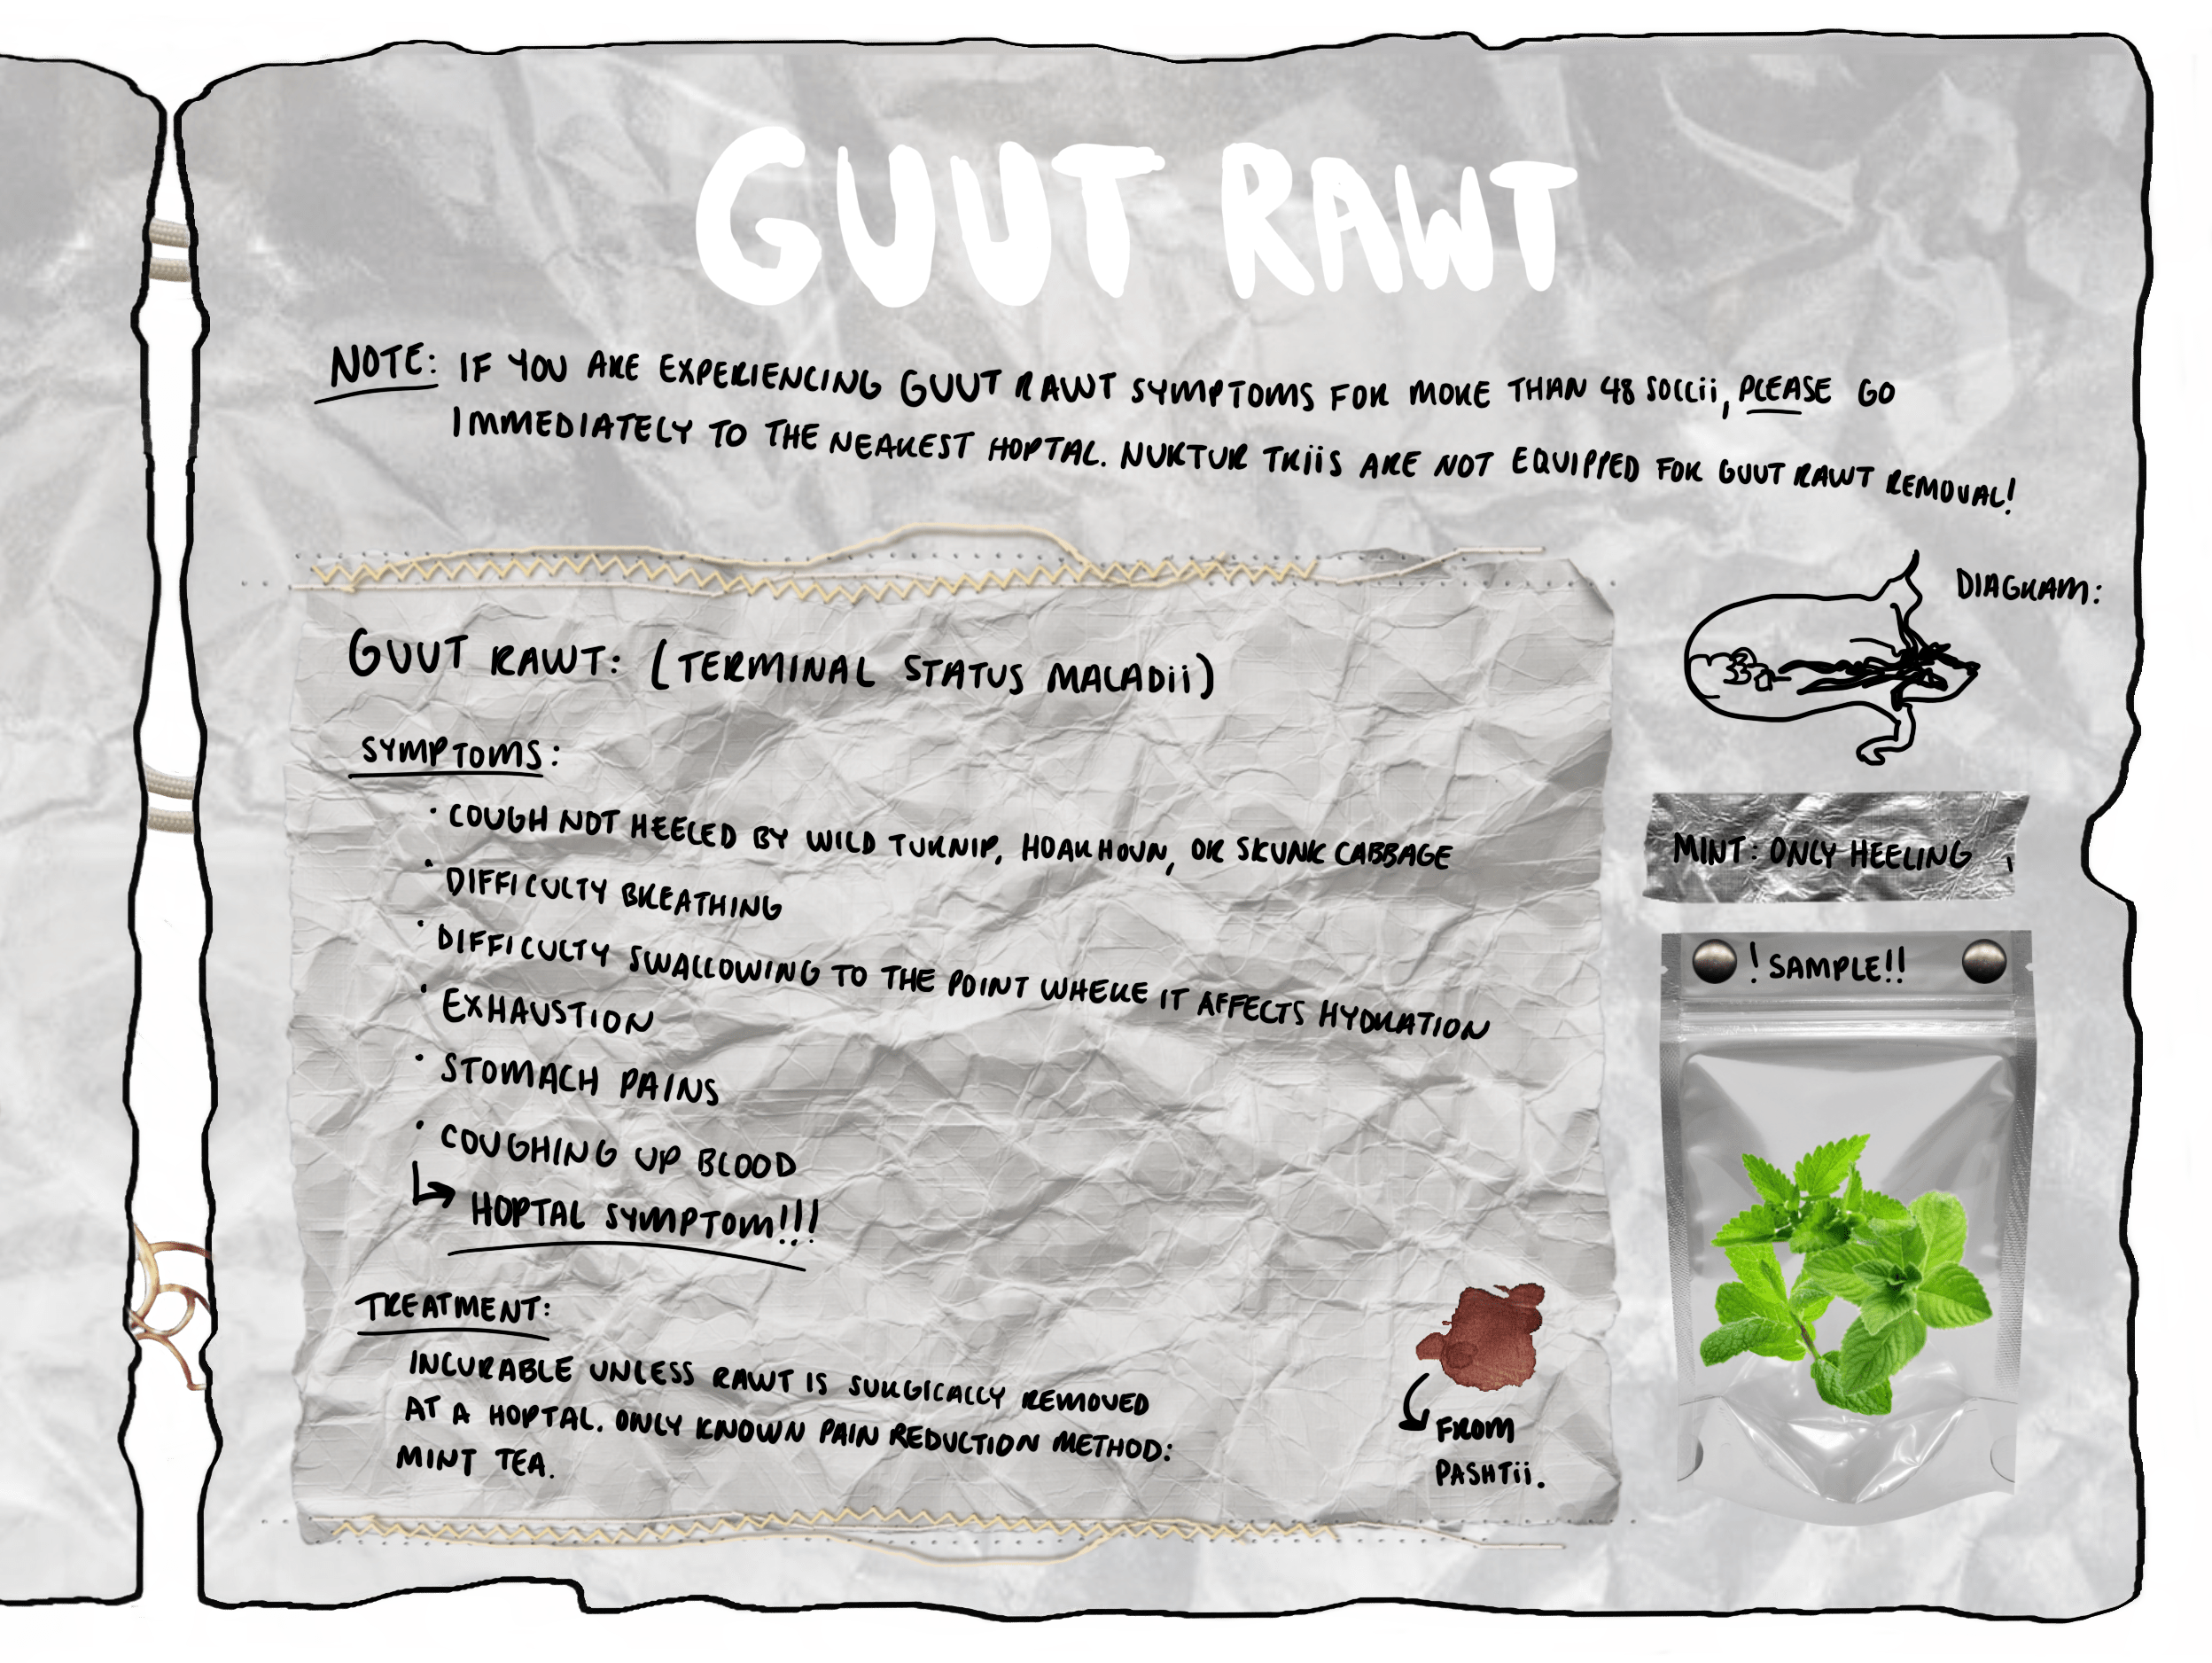 GUUT RAWT
NOTE: IF YOU ARE EXPERIENCING GUUT RAWT SYMPTOMS FOR MORE THAN 48 SOCCii, PLEASE GO
IMMEDIATELY TO THE NEAREST HOPTAL. NURTUR TRiiS ARE NOT EQUIPPED FOR GUUT RAWT REMOVAL!
DIAGRAM:
GUUT RAWT: (TERMINAL STATUS MALADii)
SYMPTOMS:
· COUGH NOT HEELED BY WILD TURNIP, HOARHOUN, OR SKUNK CABBAGE
· DIFFICULTY BREATHING
· DIFFICULTY SWALLOWING TO THE POINT WHERE IT AFFECTS HYDRATION
· EXHAUSTION
· STOMACH PAINS
· COUGHING UP BLOOD
HOPTAL SYMPTOM!!!
TREATMENT:
INCURABLE UNLESS RAWT IS SURGICALLY REMOVED
AT A HOPTAL. ONLY KNOWN PAIN REDUCTION METHOD:
MINT TEA.
FROM
PASHTii.
MINT: ONLY HEELING
! SAMPLE!!